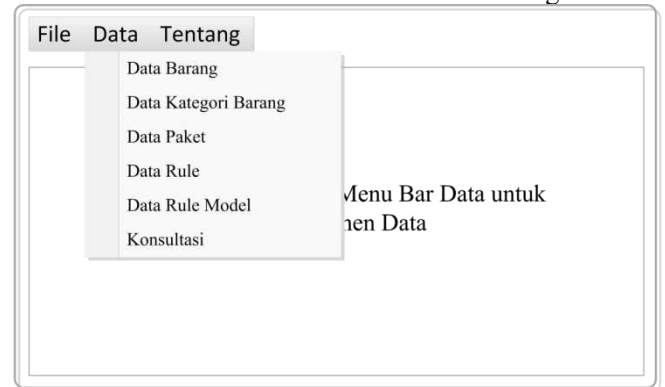 File Data Tentang
Data Barang
Data Kategori Barang
Data Paket
Data Rule
Data Rule Model
Konsultasi
Menu Bar Data untuk
Data